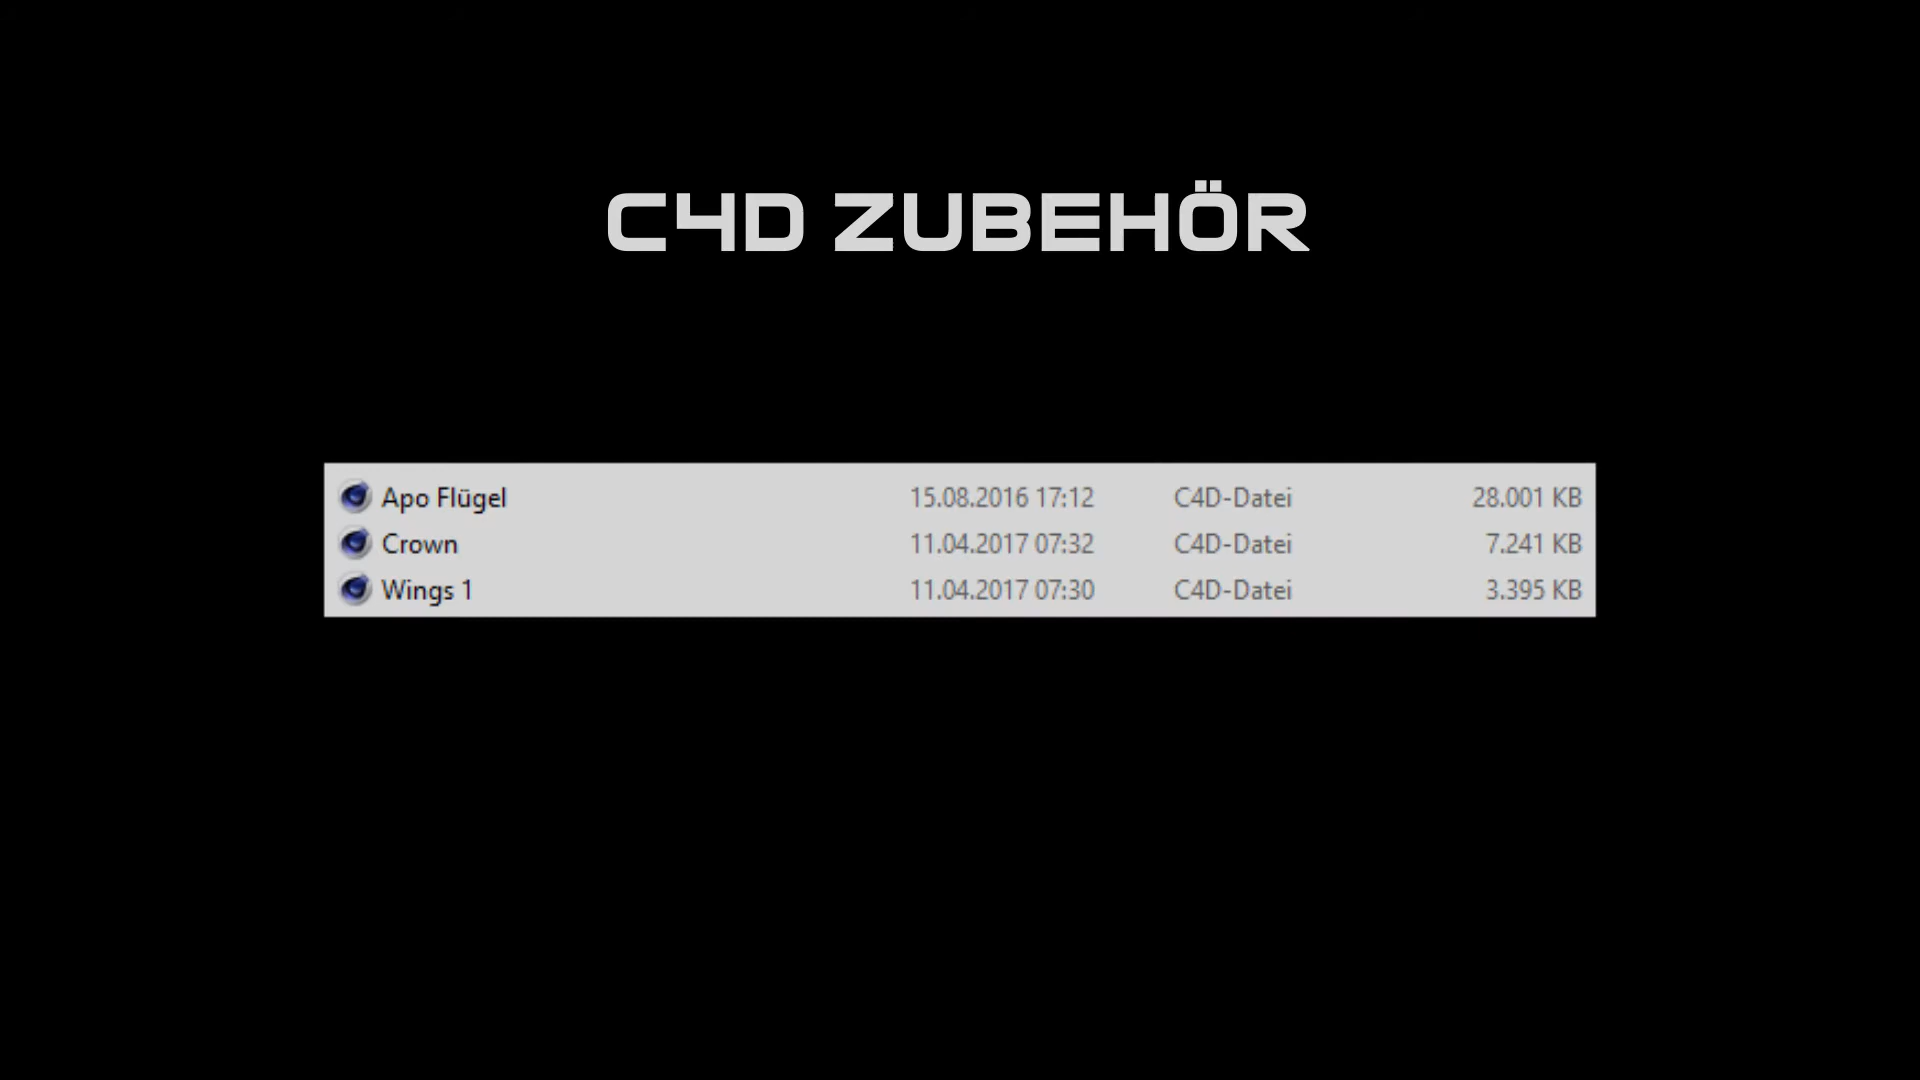 C4D ZUBEHÖR
Apo Flügel 15.08.2016 17:12 C4D-Datei 28.001 KB
Crown 11.04.2017 07:32 C4D-Datei 7.241 KB
Wings 1 11.04.2017 07:30 C4D-Datei 3.395 KB